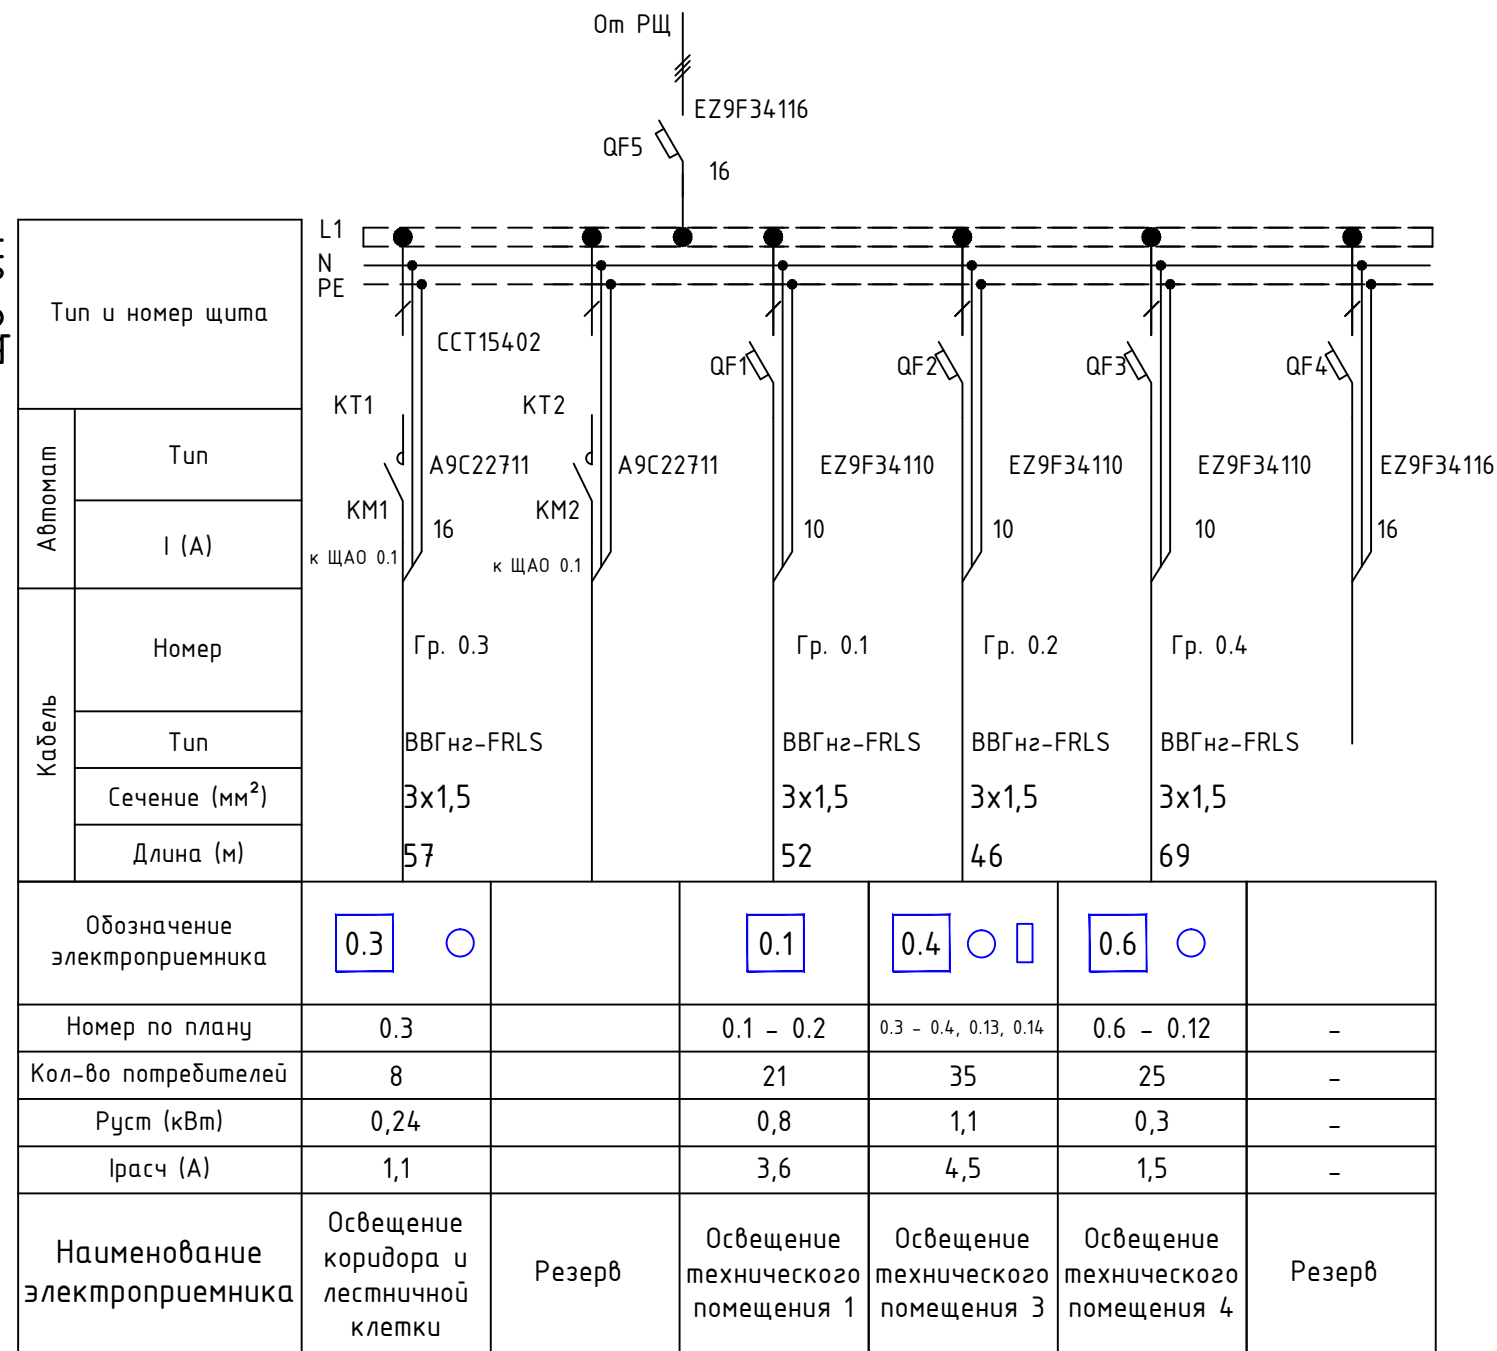 От РЩ
EZ9F34116
QF5
16
L1
N
PE
Тип и номер щита
CCT15402
QF1
QF2
QF3
QF4
KT1
KT2
Автомат
Тип
A9C22711
A9C22711
EZ9F34110
EZ9F34110
EZ9F34110
EZ9F34116
I (А)
KM1
16
KM2
10
10
10
16
к ЩАО 0.1
к ЩАО 0.1
Кабель
Номер
Гр. 0.3
Гр. 0.1
Гр. 0.2
Гр. 0.4
Тип
ВВГнг-FRLS
ВВГнг-FRLS
ВВГнг-FRLS
ВВГнг-FRLS
Сечение (мм²)
3х1,5
3х1,5
3х1,5
3х1,5
Длина (м)
57
52
46
69
Обозначение
электроприемника
0.3
0.1
0.4
0.6
Номер по плану
0.3
0.1 - 0.2
0.3 - 0.4, 0.13, 0.14
0.6 - 0.12
-
Кол-во потребителей
8
21
35
25
-
Руст (кВт)
0,24
0,8
1,1
0,3
-
Iрасч (А)
1,1
3,6
4,5
1,5
-
Наименование
электроприемника
Освещение
коридора и
лестничной
клетки
Резерв
Освещение
технического
помещения 1
Освещение
технического
помещения 3
Освещение
технического
помещения 4
Резерв